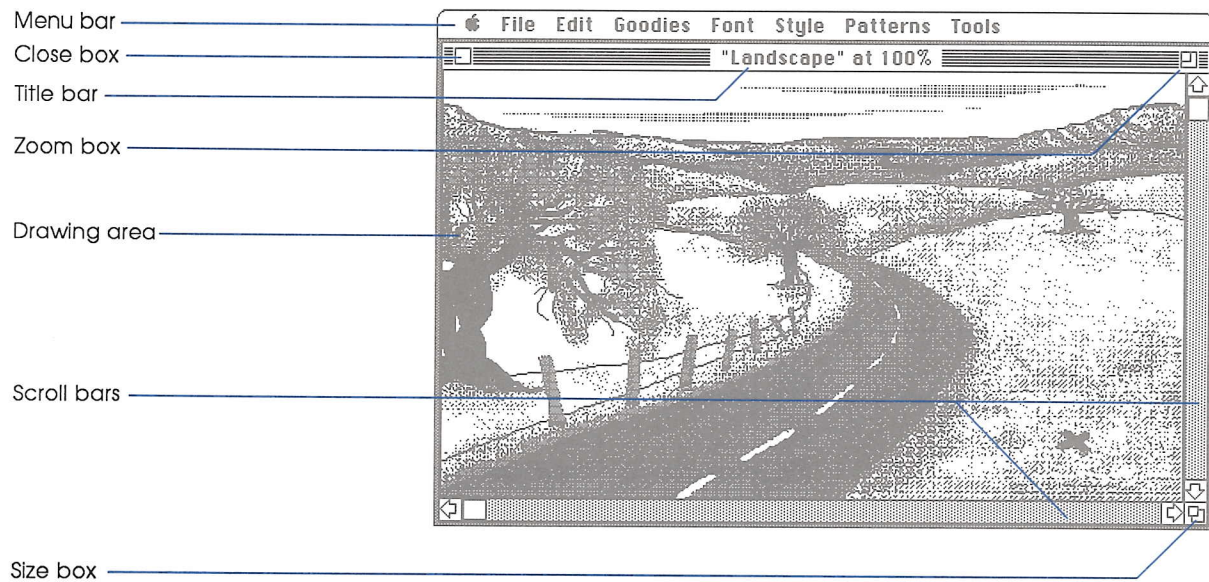 Menu bar
File Edit Goodies Font Style Patterns Tools
Close box
"Landscape" at 100%
Title bar
Zoom box
Drawing area
Scroll bars
Size box